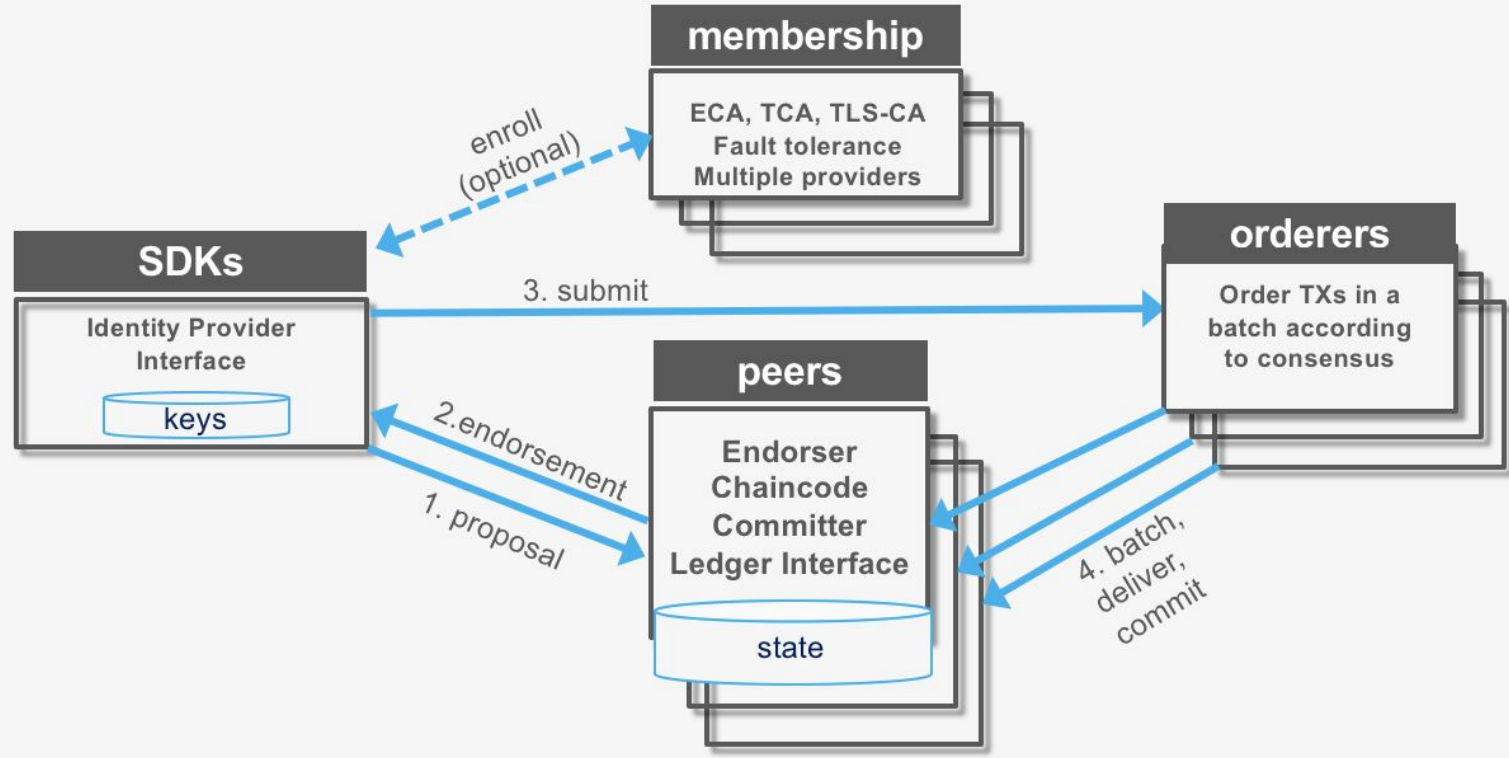 membership
ECA, TCA, TLS-CA
Fault tolerance
Multiple providers
enroll
(optional)
SDKs
Identity Provider
Interface
keys
3. submit
orderers
Order TXs in a
batch according
to consensus
2.endorsement
1. proposal
peers
Endorser
Chaincode
Committer
Ledger Interface
state
4. batch,
deliver,
commit